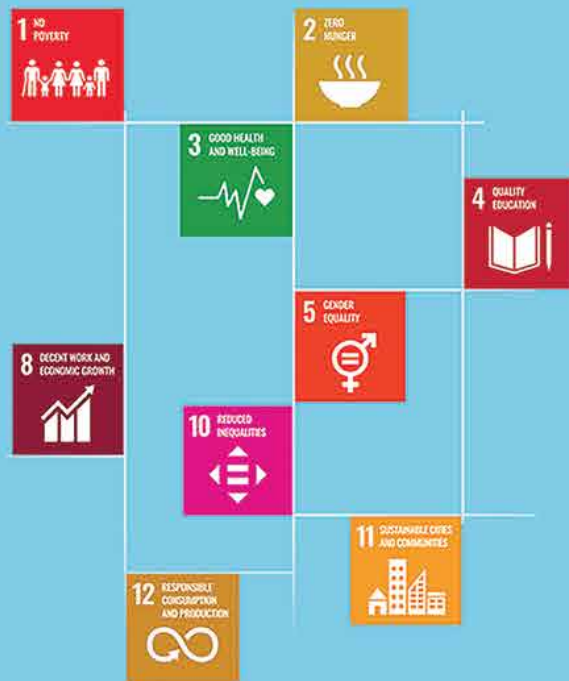 1 NO
POVERTY
2 ZERO
HUNGER
3 GOOD HEALTH
AND WELL-BEING
4 QUALITY
EDUCATION
5 GENDER
EQUALITY
8 DECENT WORK AND
ECONOMIC GROWTH
10 REDUCED
INEQUALITIES
11 SUSTAINABLE CITIES
AND COMMUNITIES
12 RESPONSIBLE
CONSUMPTION
AND PRODUCTION